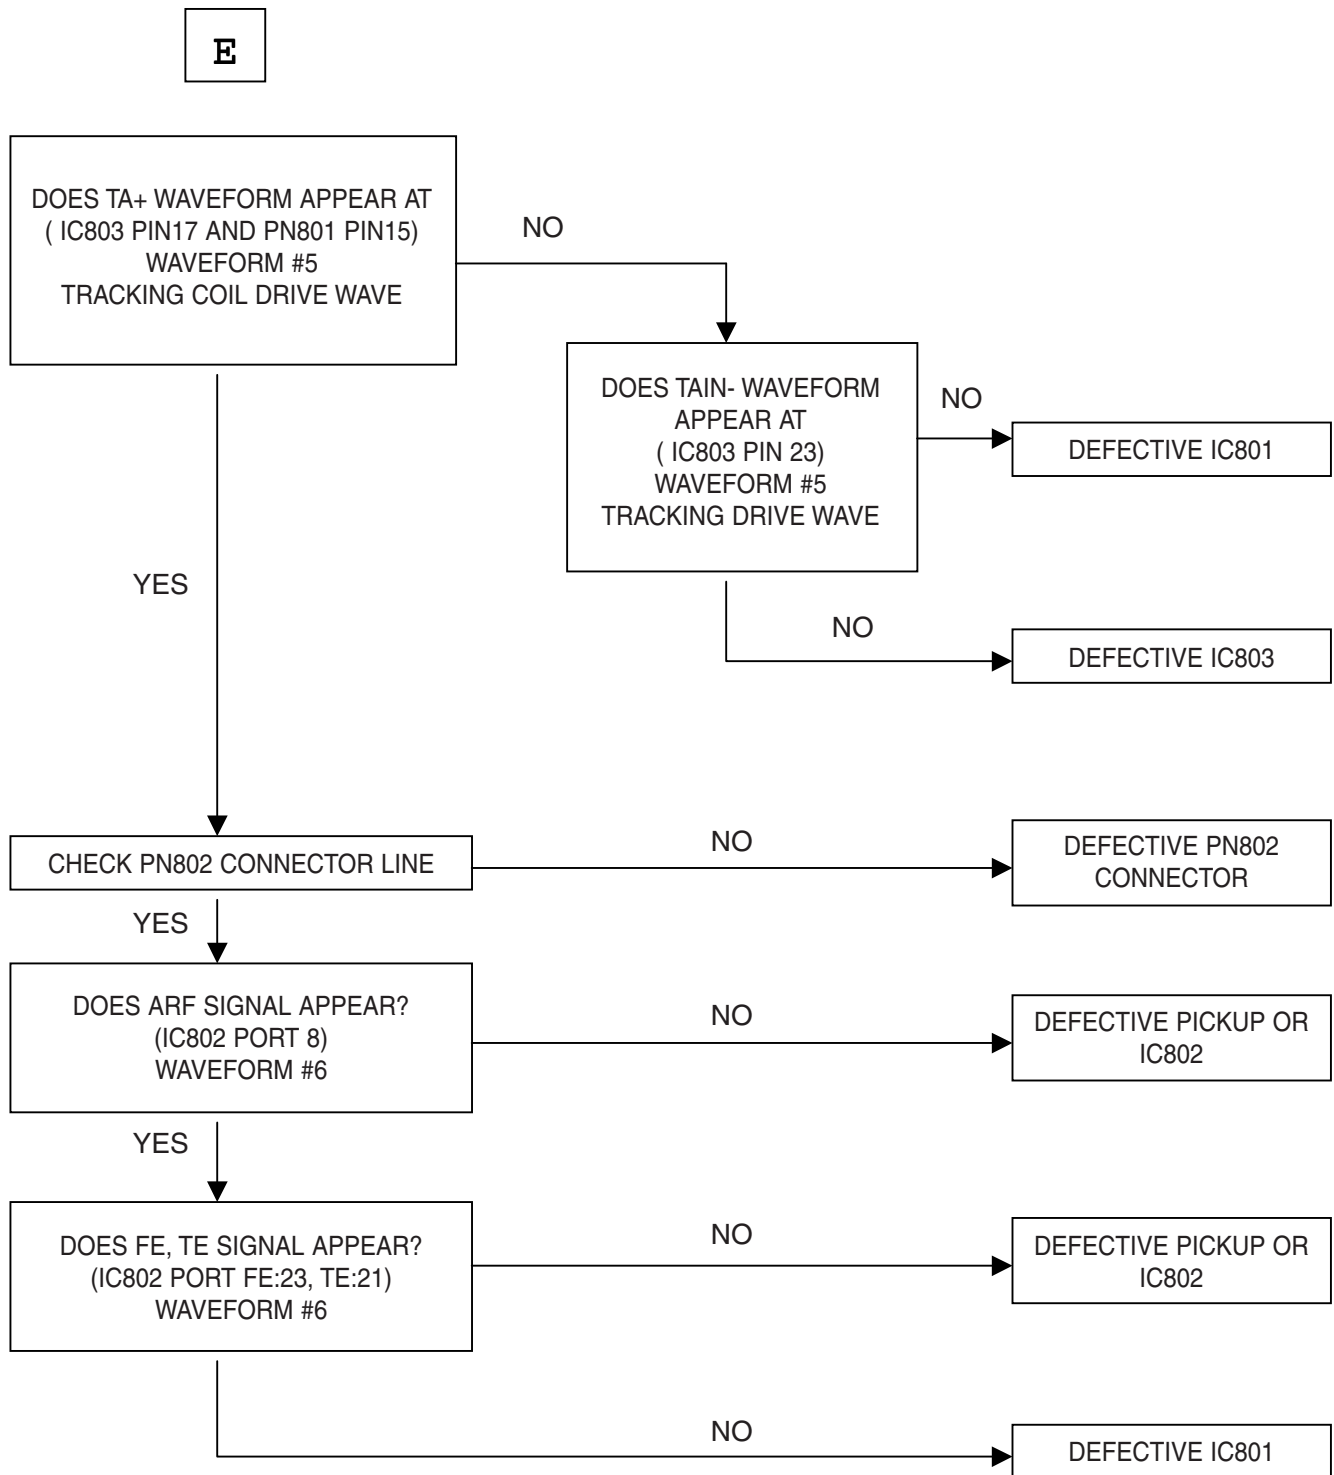 E
DOES TA+ WAVEFORM APPEAR AT
( IC803 PIN17 AND PN801 PIN15)
WAVEFORM #5
TRACKING COIL DRIVE WAVE
NO
DOES TAIN- WAVEFORM
APPEAR AT
( IC803 PIN 23)
WAVEFORM #5
TRACKING DRIVE WAVE
NO
DEFECTIVE IC801
YES
NO
DEFECTIVE IC803
CHECK PN802 CONNECTOR LINE
NO
DEFECTIVE PN802
CONNECTOR
YES
DOES ARF SIGNAL APPEAR?
(IC802 PORT 8)
WAVEFORM #6
NO
DEFECTIVE PICKUP OR
IC802
YES
DOES FE, TE SIGNAL APPEAR?
(IC802 PORT FE:23, TE:21)
WAVEFORM #6
NO
DEFECTIVE PICKUP OR
IC802
NO
DEFECTIVE IC801